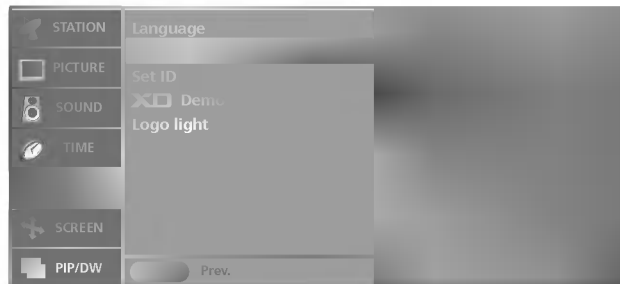 STATION
PICTURE
SOUND
TIME
SCREEN
PIP/DW
Language
Set ID
XD Demo
Logo light
Prev.